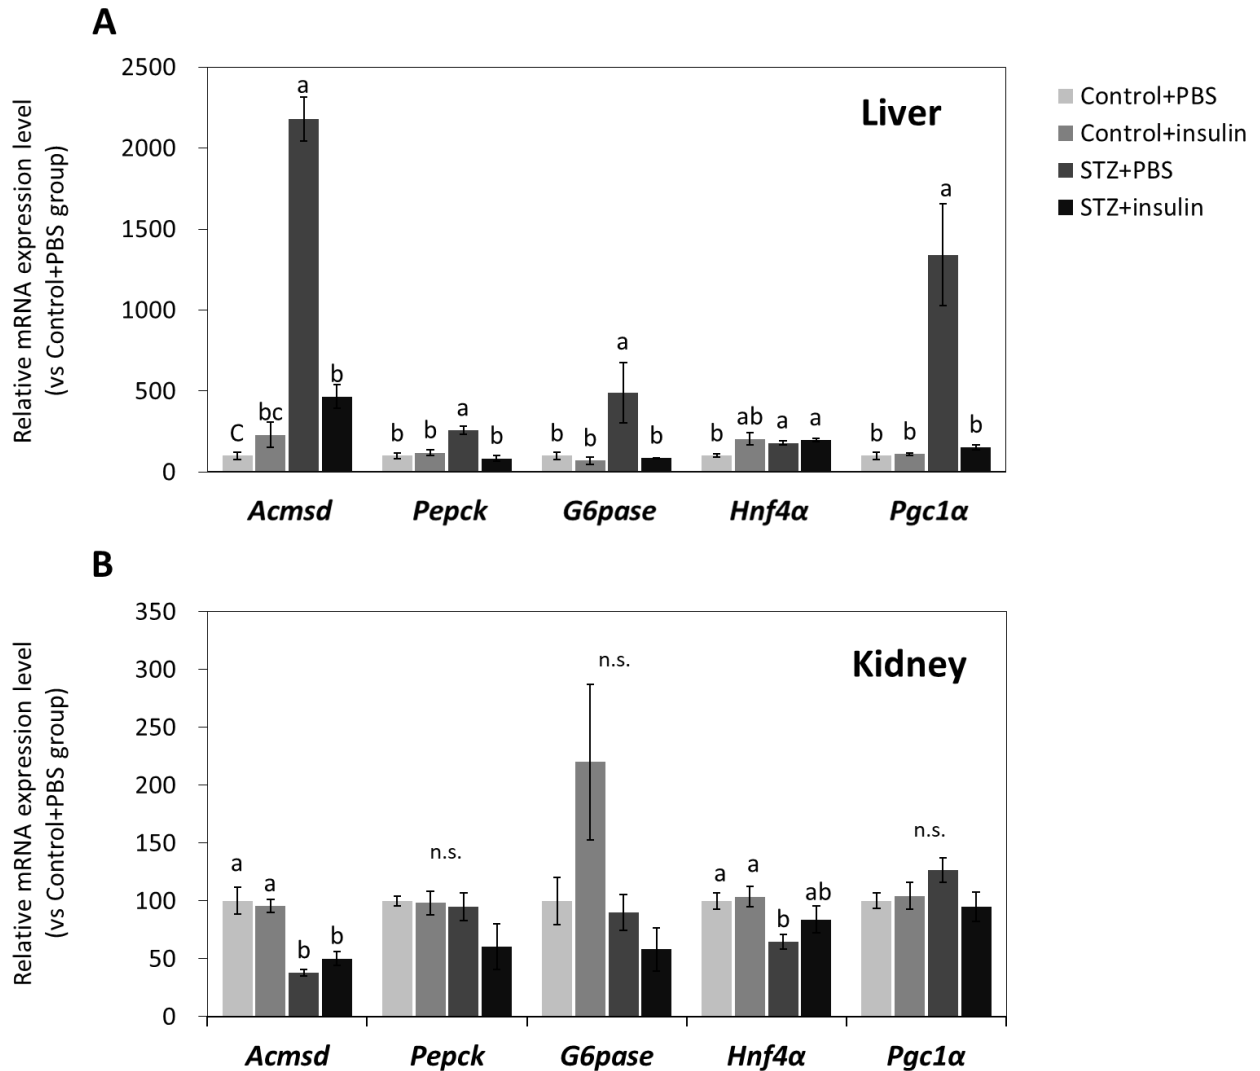 A
2500
2000
1500
1000
500
0
Relative mRNA expression level
(vs Control+PBS group)
Liver
Control+PBS
Control+insulin
STZ+PBS
STZ+insulin
C bc a b
b b a b
b b a b
b ab a a
b b a b
Acmsd Pepck G6pase Hnf4α Pgc1α
B
350
300
250
200
150
100
50
0
Relative mRNA expression level
(vs Control+PBS group)
Kidney
a a b b
n.s.
n.s.
a a b ab
n.s.
Acmsd Pepck G6pase Hnf4α Pgc1α